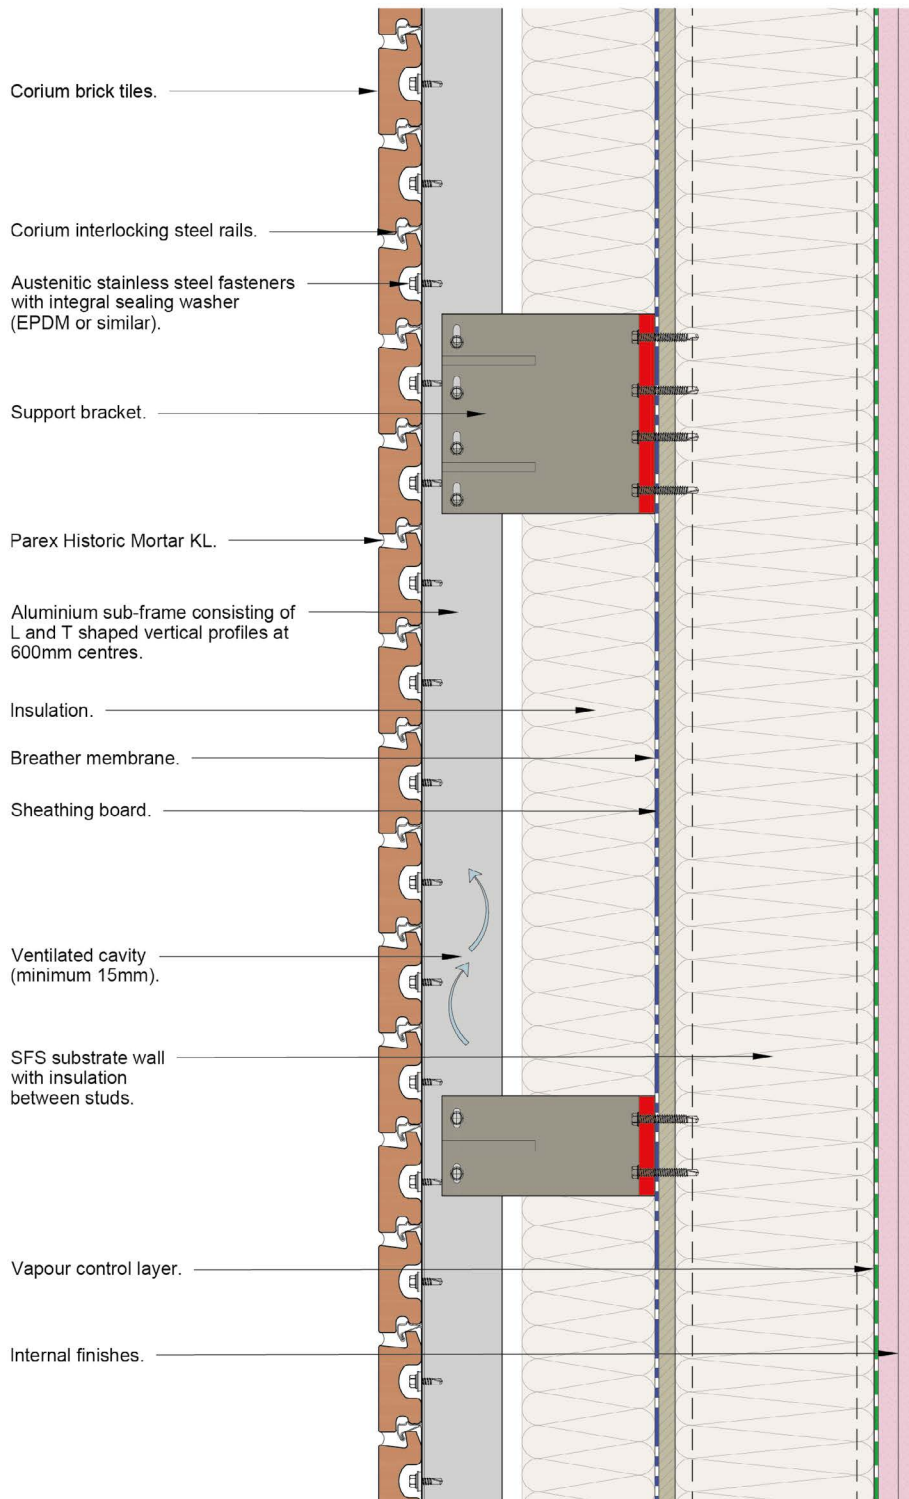 Corium brick tiles.
Corium interlocking steel rails.
Austenitic stainless steel fasteners
with integral sealing washer
(EPDM or similar).
Support bracket.
Parex Historic Mortar KL.
Aluminium sub-frame consisting of
L and T shaped vertical profiles at
600mm centres.
Insulation.
Breather membrane.
Sheathing board.
Ventilated cavity
(minimum 15mm).
SFS substrate wall
with insulation
between studs.
Vapour control layer.
Internal finishes.